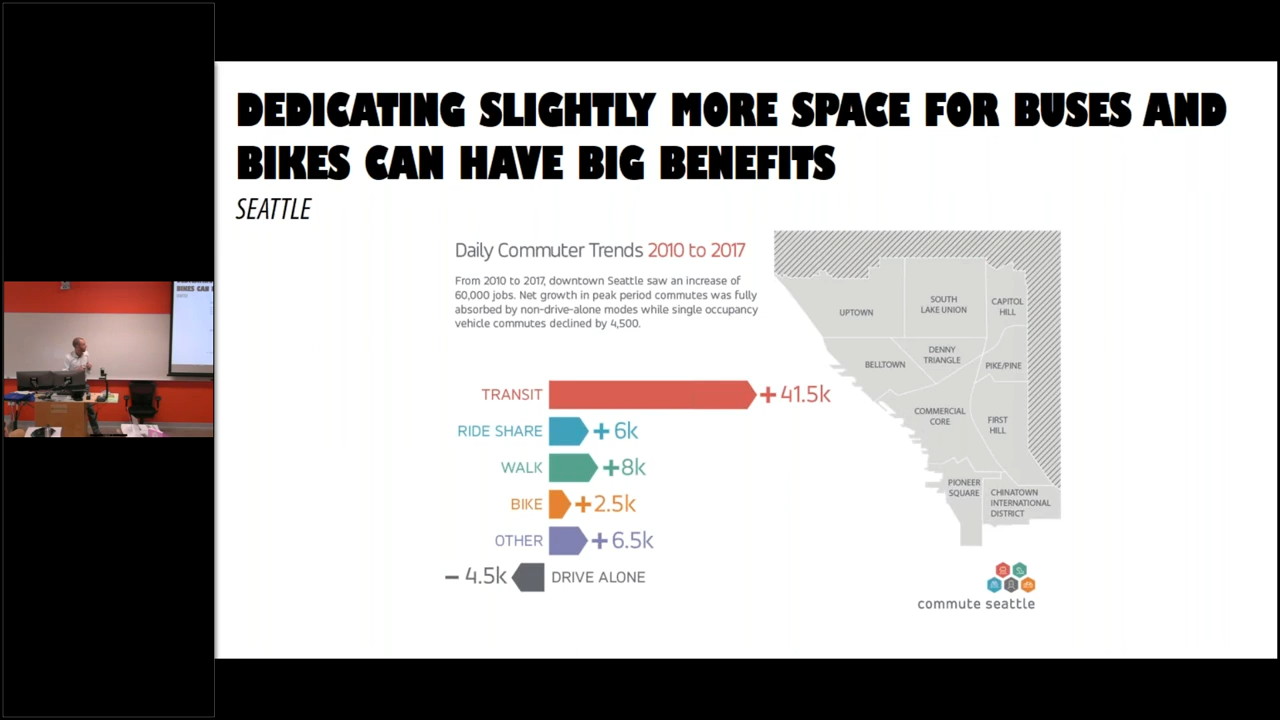 DEDICATING SLIGHTLY MORE SPACE FOR BUSES AND
BIKES CAN HAVE BIG BENEFITS
SEATTLE
Daily Commuter Trends 2010 to 2017
From 2010 to 2017, downtown Seattle saw an increase of
60,000 jobs. Net growth in peak period commutes was fully
absorbed by non-drive-alone modes while single occupancy
vehicle commutes declined by 4,500.
TRANSIT + 41.5k
RIDE SHARE + 6k
WALK +8k
BIKE + 2.5k
OTHER + 6.5k
– 4.5k DRIVE ALONE
UPTOWN
SOUTH
LAKE UNION
CAPITOL
HILL
BELLTOWN
DENNY
TRIANGLE
PIKE/PINE
COMMERCIAL
CORE
FIRST
HILL
PIONEER
SQUARE
CHINATOWN
INTERNATIONAL
DISTRICT
commute seattle